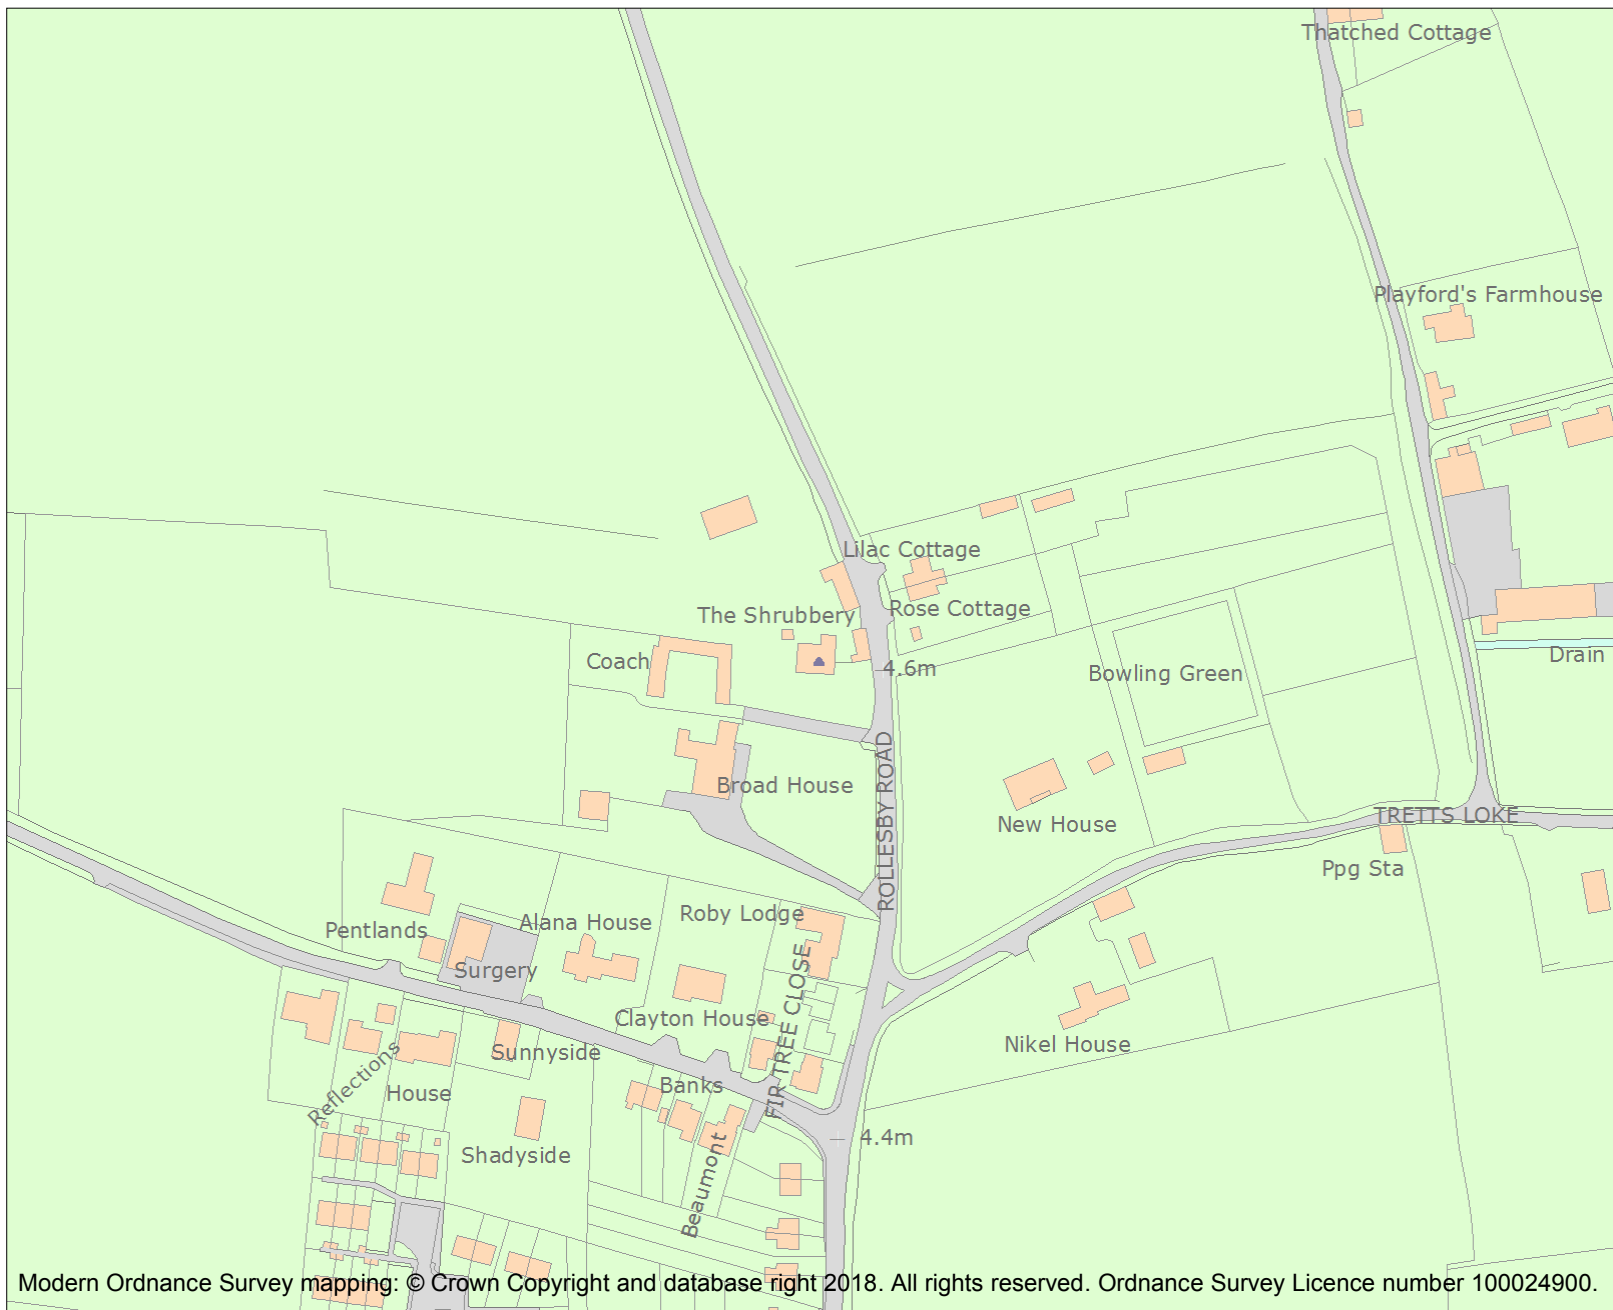 Thatched Cottage
Playford's Farmhouse
Lilac Cottage
Rose Cottage
The Shrubbery
Coach
4.6m
Bowling Green
Drain
ROLLESBY ROAD
Broad House
New House
TRETTS LOKE
Ppg Sta
Roby Lodge
Alana House
Pentlands
Surgery
FIR TREE CLOSE
Clayton House
Nikel House
Sunnyside
Reflections
House
Banks
4.4m
Shadyside
Beaumont
Modern Ordnance Survey mapping: © Crown Copyright and database right 2018. All rights reserved. Ordnance Survey Licence number 100024900.